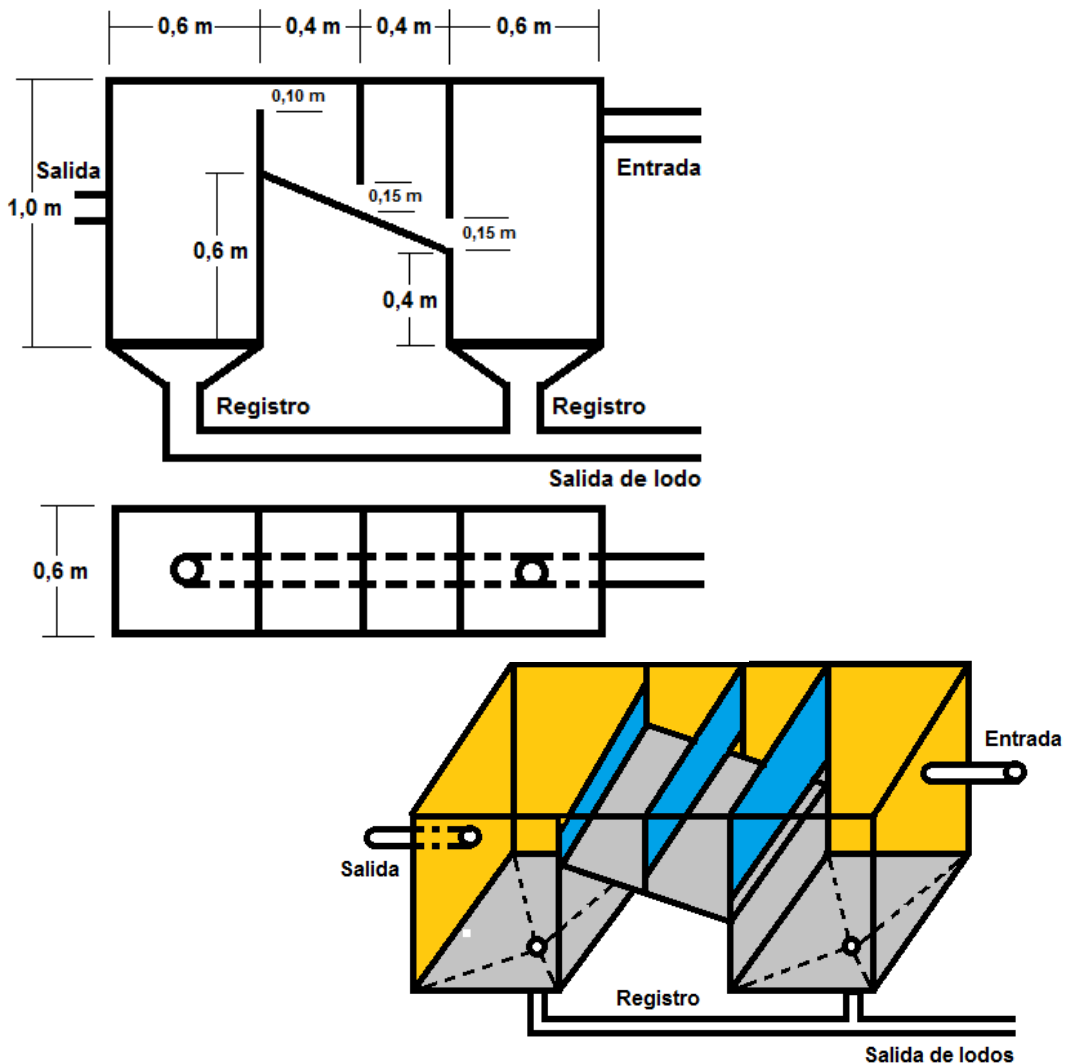 0,6 m 0,4 m 0,4 m 0,6 m
0,10 m
Salida
Entrada
0,15 m
1,0 m
0,15 m
0,6 m
0,4 m
Registro Registro
Salida de lodo
0,6 m
Entrada
Salida
Registro
Salida de lodos